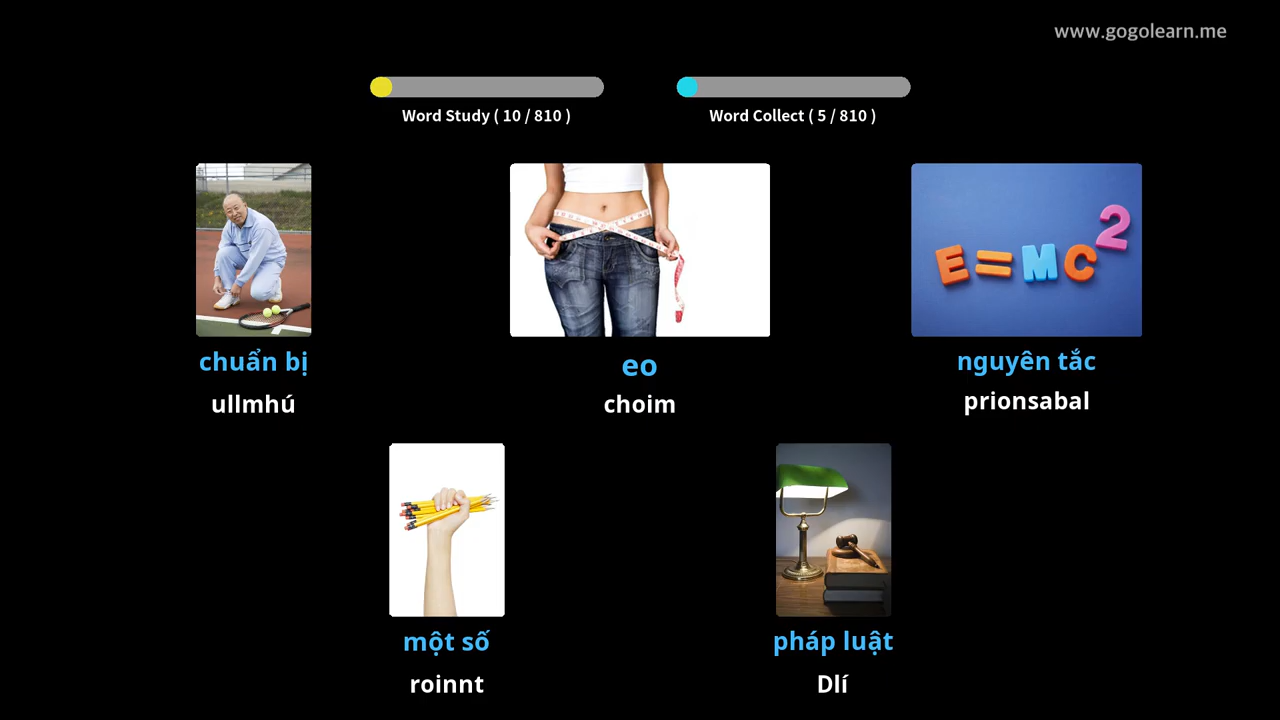 www.gogolearn.me
Word Study ( 10 / 810 )
Word Collect ( 5 / 810 )
E=MC2
chuẩn bị
eo
nguyên tắc
ullmhú
choim
prionsabal
một số
pháp luật
roinnt
Dlí